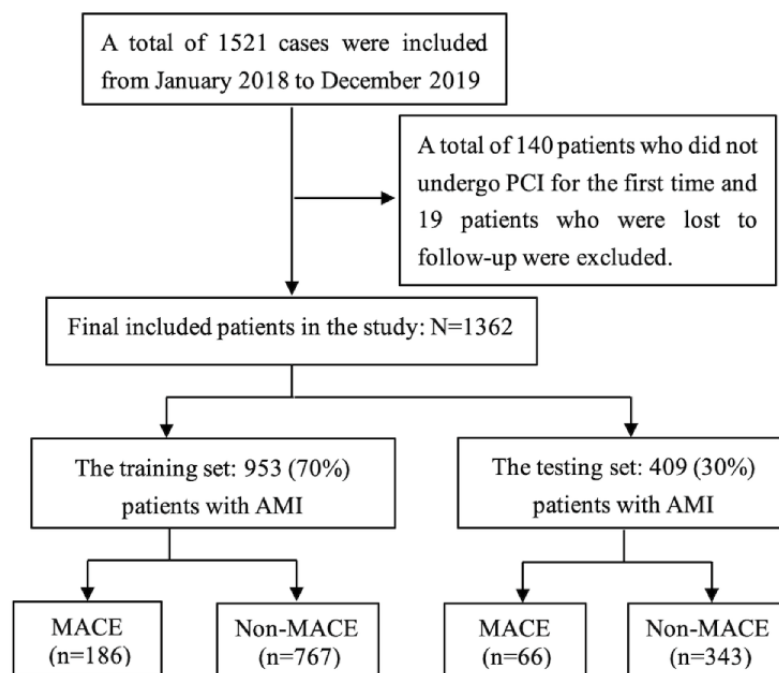 A total of 1521 cases were included
from January 2018 to December 2019
A total of 140 patients who did not
undergo PCI for the first time and
19 patients who were lost to
follow-up were excluded.
Final included patients in the study: N=1362
The training set: 953 (70%)
patients with AMI
The testing set: 409 (30%)
patients with AMI
MACE
(n=186)
Non-MACE
(n=767)
MACE
(n=66)
Non-MACE
(n=343)